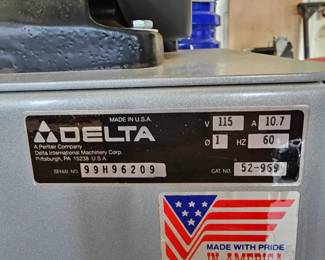 MADE IN U.S.A.
DELTA
A Pentair Company
Delta International Machinery Corp.
Pittsburgh, PA 15238 U.S.A.
SERIAL NO. 99H96209
V 115 A 10.7
Ø 1 HZ 60
CAT NO. 52-969
MADE WITH PRIDE
IN AMERICA